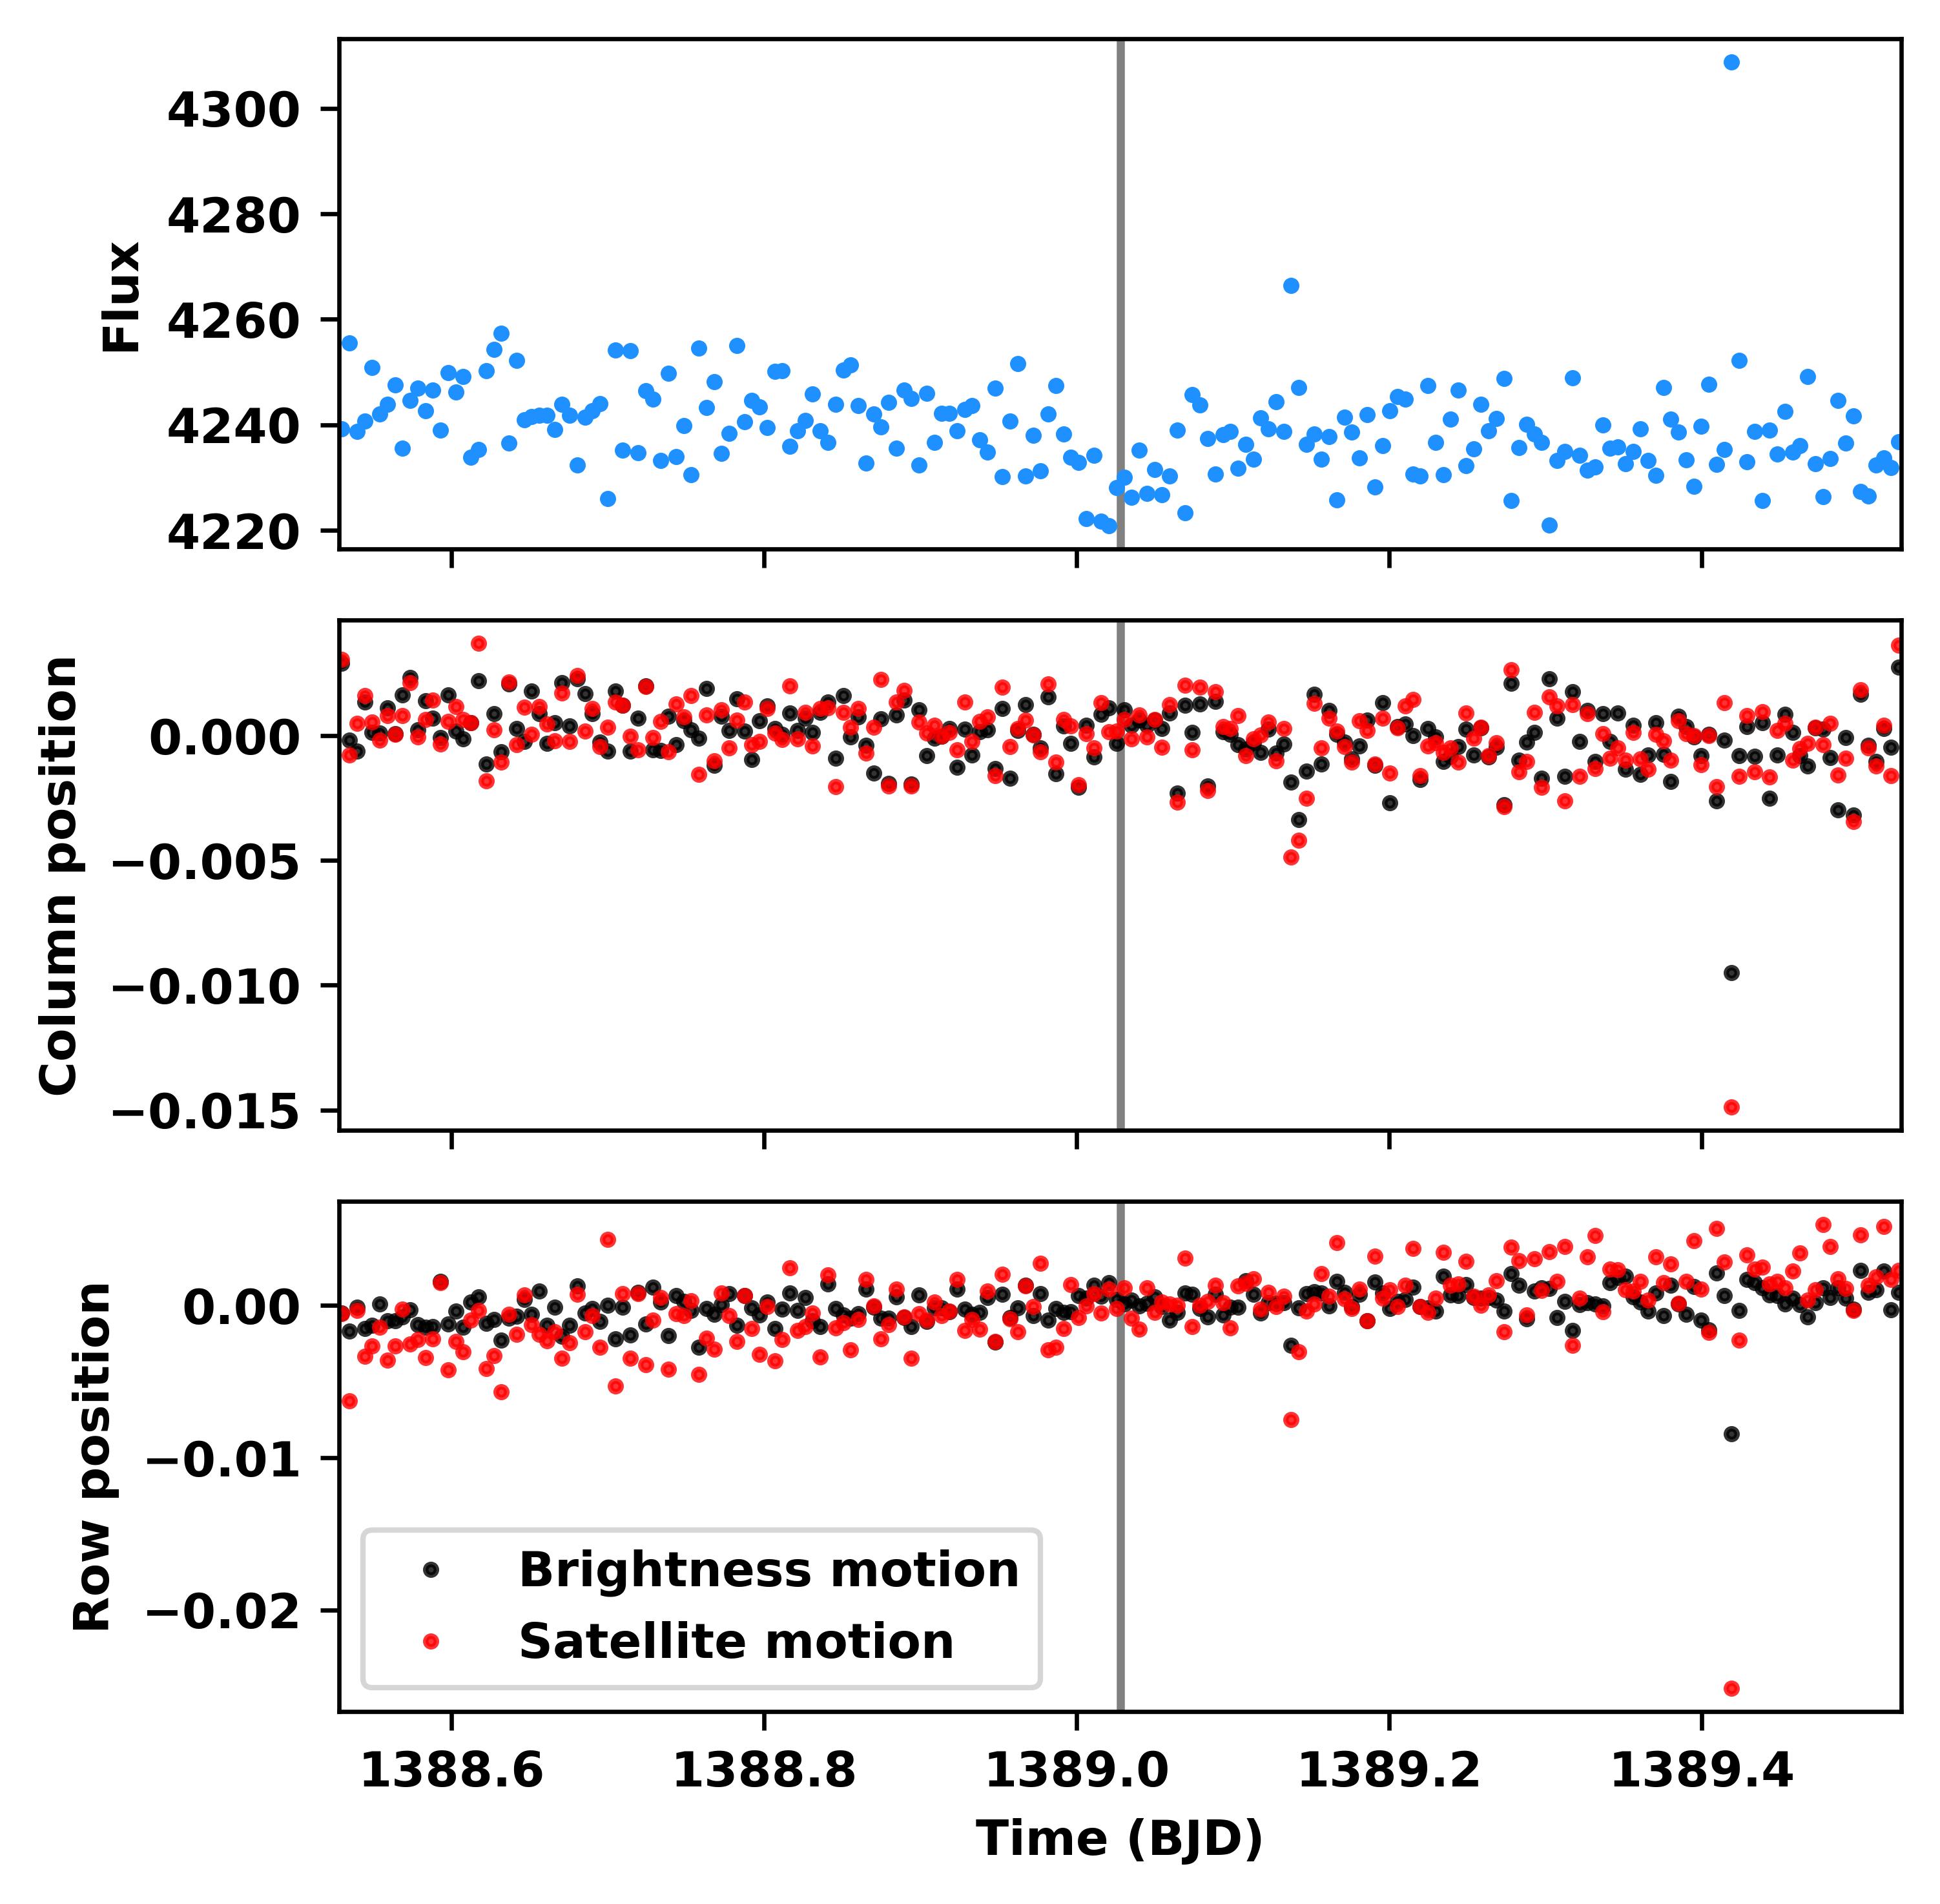 Flux
4300
4280
4260
4240
4220
Column position
0.000
−0.005
−0.010
−0.015
Row position
0.00
−0.01
−0.02
Brightness motion
Satellite motion
1388.6 1388.8 1389.0 1389.2 1389.4
Time (BJD)